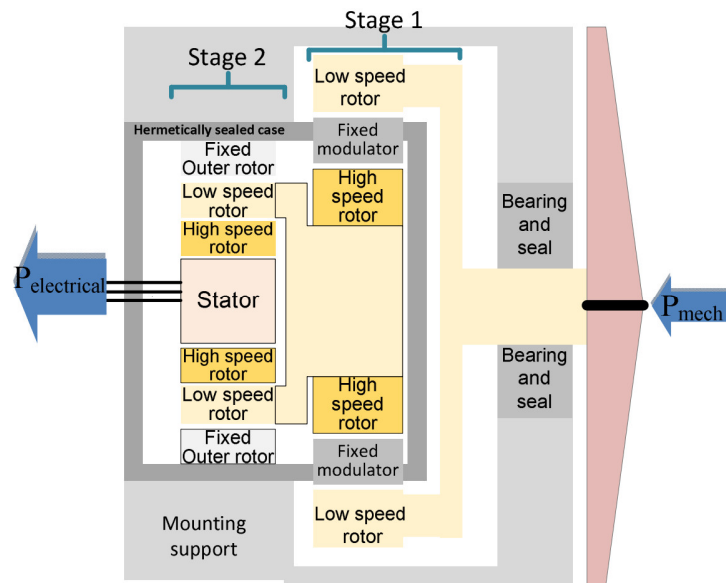 Stage 1
Stage 2
Low speed
rotor
Hermetically sealed case
Fixed
modulator
Fixed
Outer rotor
Low speed
rotor
High speed
rotor
High
speed
rotor
Bearing
and
seal
Pelectrical
Stator
Pmech
High speed
rotor
Low speed
rotor
High
speed
rotor
Bearing
and
seal
Fixed
Outer rotor
Fixed
modulator
Low speed
rotor
Mounting
support